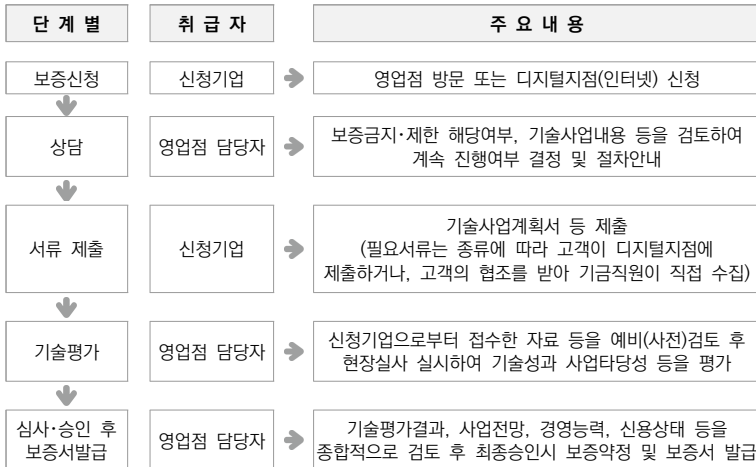 단 계 별 취 급 자 주 요 내 용
보증신청 신청기업 영업점 방문 또는 디지털지점(인터넷) 신청
상담 영업점 담당자 보증금지·제한 해당여부, 기술사업내용 등을 검토하여
계속 진행여부 결정 및 절차안내
서류 제출 신청기업 기술사업계획서 등 제출
(필요서류는 종류에 따라 고객이 디지털지점에
제출하거나, 고객의 협조를 받아 기금직원이 직접 수집)
기술평가 영업점 담당자 신청기업으로부터 접수한 자료 등을 예비(사전)검토 후
현장실사 실시하여 기술성과 사업타당성 등을 평가
심사·승인 후
보증서발급 영업점 담당자 기술평가결과, 사업전망, 경영능력, 신용상태 등을
종합적으로 검토 후 최종승인시 보증약정 및 보증서 발급